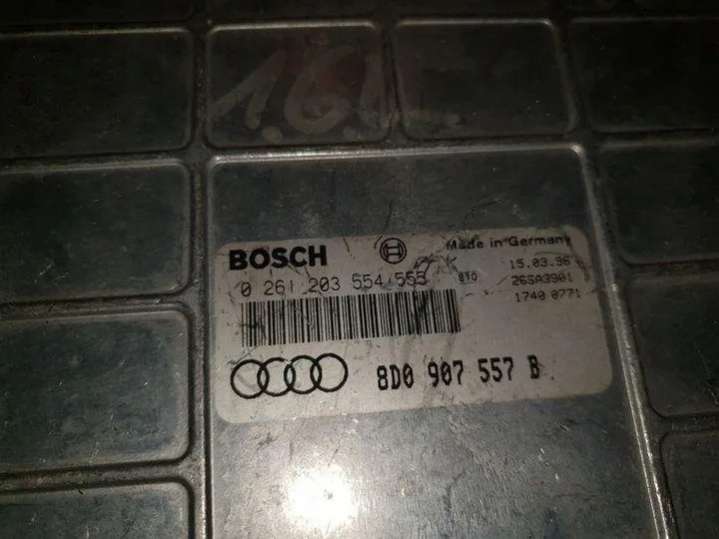 1.6L
BOSCH
Made in Germany
0 261 203 554/555
15.03.96
26SA3901
1740 0771
8D0 907 557 B